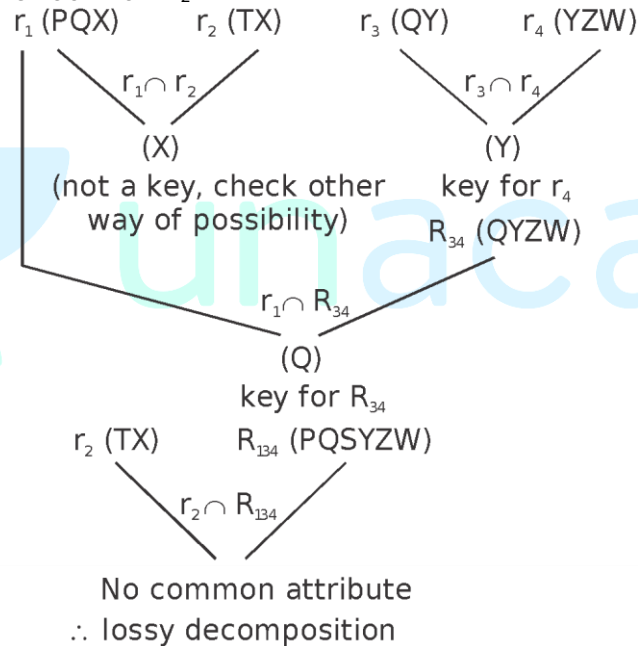 r₁ (PQX) r₂ (TX) r₃ (QY) r₄ (YZW)
r₁∩ r₂ r₃∩ r₄
(X) (Y)
(not a key, check other key for r₄
way of possibility)
R₃₄ (QYZW)
unaca
r₁∩ R₃₄
(Q)
key for R₃₄
r₂ (TX) R₁₃₄ (PQSYZW)
r₂∩ R₁₃₄
No common attribute
∴ lossy decomposition